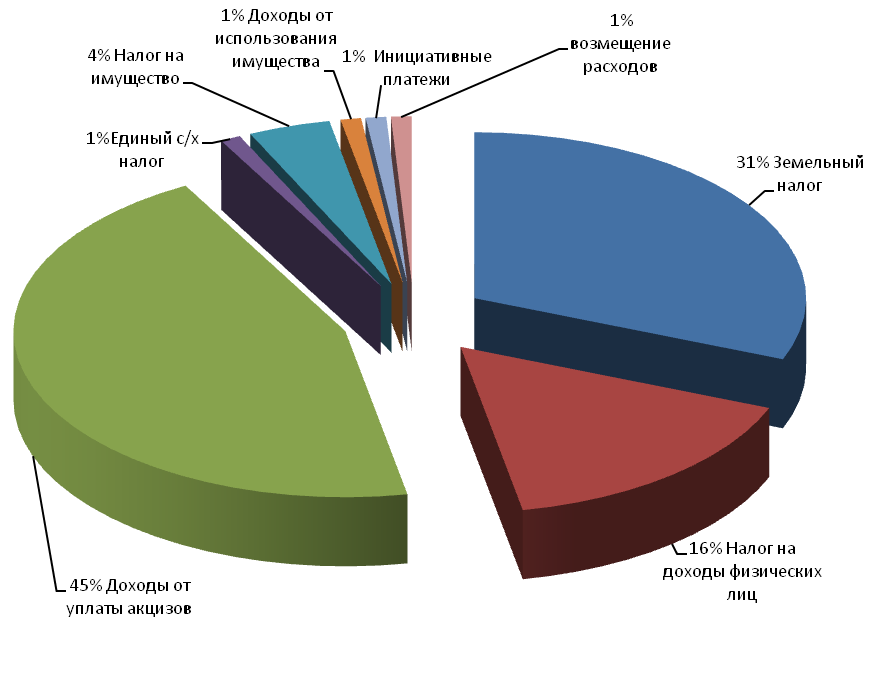 1% Доходы от
использования
имущества
1%
возмещение
расходов
4% Налог на
имущество
1% Инициативные
платежи
1%Единый с/х
налог
31% Земельный
налог
16% Налог на
доходы физических
лиц
45% Доходы от
уплаты акцизов